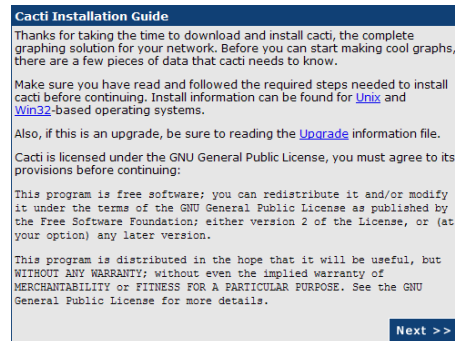 Cacti Installation Guide
Thanks for taking the time to download and install cacti, the complete
graphing solution for your network. Before you can start making cool graphs,
there are a few pieces of data that cacti needs to know.
Make sure you have read and followed the required steps needed to install
cacti before continuing. Install information can be found for Unix and
Win32-based operating systems.
Also, if this is an upgrade, be sure to reading the Upgrade information file.
Cacti is licensed under the GNU General Public License, you must agree to its
provisions before continuing:
This program is free software; you can redistribute it and/or modify
it under the terms of the GNU General Public License as published by
the Free Software Foundation; either version 2 of the License, or (at
your option) any later version.
This program is distributed in the hope that it will be useful, but
WITHOUT ANY WARRANTY; without even the implied warranty of
MERCHANTABILITY or FITNESS FOR A PARTICULAR PURPOSE. See the GNU
General Public License for more details.
Next >>